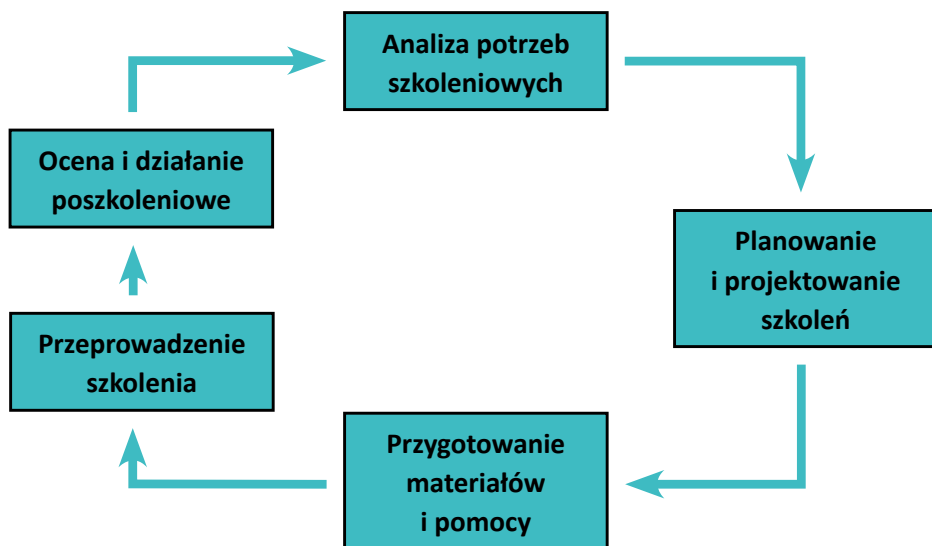 Analiza potrzeb
szkoleniowych
Planowanie
i projektowanie
szkoleń
Przygotowanie
materiałów
i pomocy
Przeprowadzenie
szkolenia
Ocena i działanie
poszkoleniowe